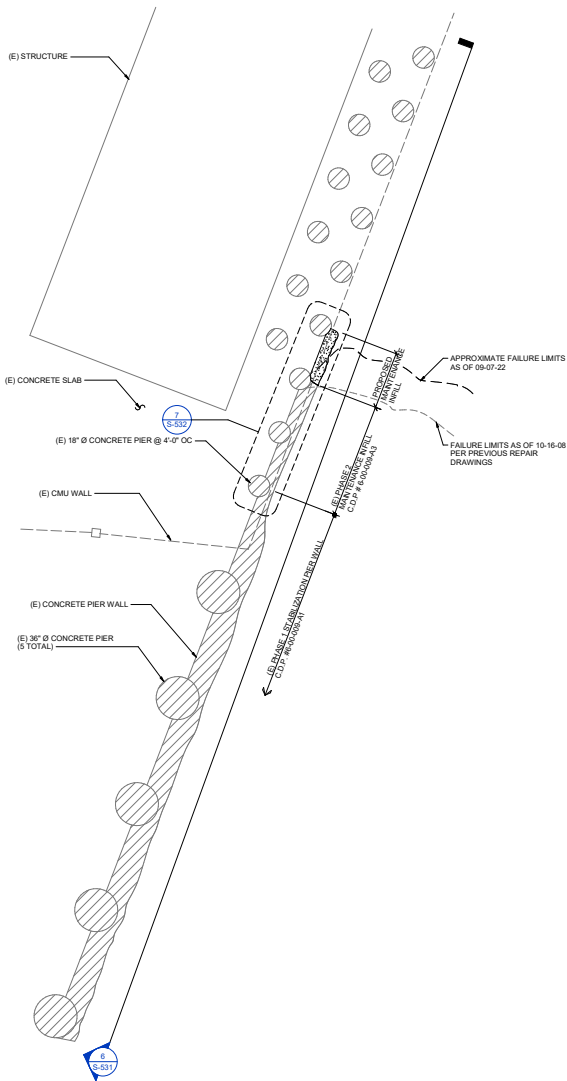 (E) STRUCTURE
APPROXIMATE FAILURE LIMITS
AS OF 09-07-22
PROPOSED
MAINTENANCE
INFILL
(E) CONCRETE SLAB
7
S-532
(E) 18" Ø CONCRETE PIER @ 4'-0" OC
FAILURE LIMITS AS OF 10-16-08
PER PREVIOUS REPAIR
DRAWINGS
(E) PHASE 2
MAINTENANCE INFILL
C.D.P. # 6-00-009-A3
(E) CMU WALL
(E) PHASE 1 STABILIZATION PIER WALL
C.D.P. #6-00-009-A1
(E) CONCRETE PIER WALL
(E) 36" Ø CONCRETE PIER
(5 TOTAL)
6
S-531